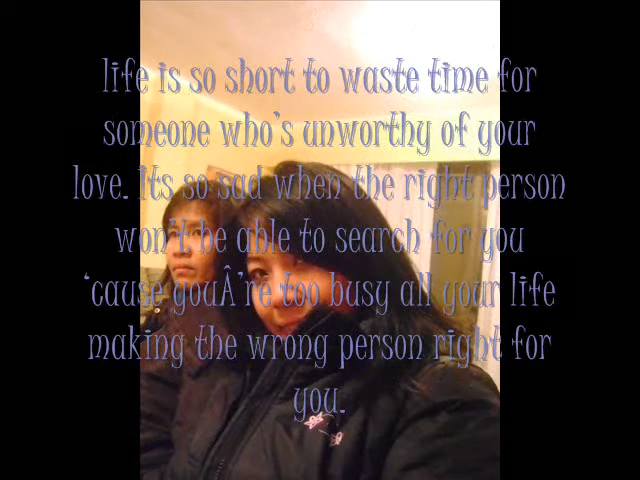 life is so short to waste time for
someone who's unworthy of your
love. Its so sad when the right person
won't be able to search for you
'cause youÂ're too busy all your life
making the wrong person right for
you.